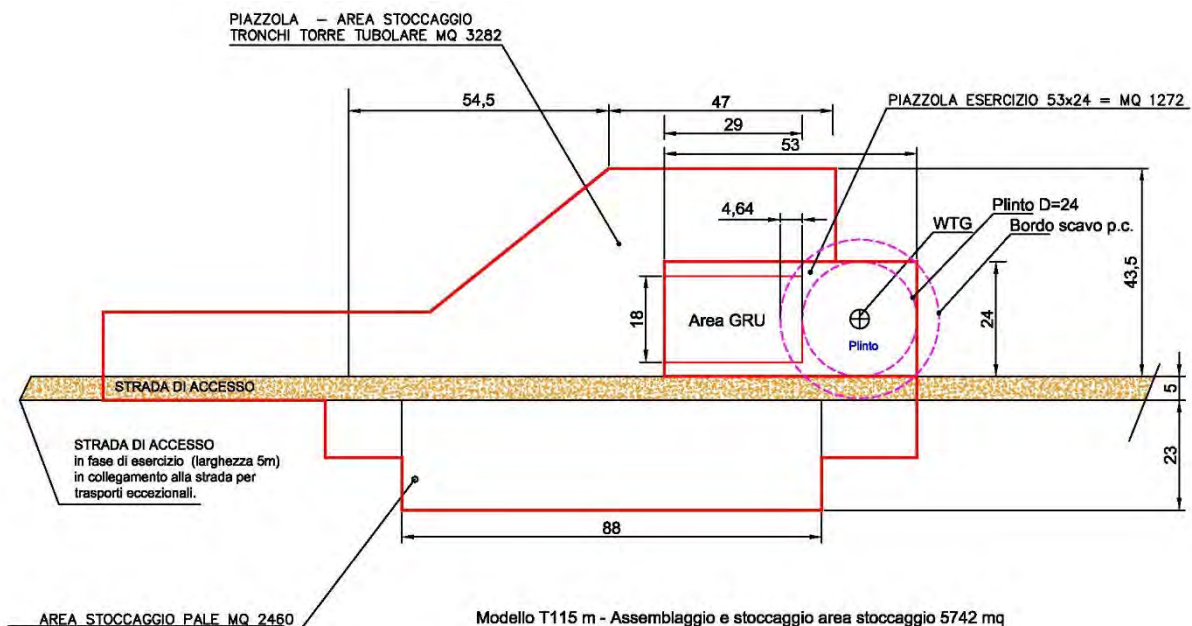 PIAZZOLA – AREA STOCCAGGIO
TRONCHI TORRE TUBOLARE MQ 3282
54,5
47
29
53
PIAZZOLA ESERCIZIO 53x24 = MQ 1272
4,64
WTG
Plinto D=24
Bordo scavo p.c.
43,5
18
Area GRU
24
Plinto
STRADA DI ACCESSO
5
STRADA DI ACCESSO
in fase di esercizio (larghezza 5m)
in collegamento alla strada per
trasporti eccezionali.
23
88
AREA STOCCAGGIO PALE MQ 2460
Modello T115 m - Assemblaggio e stoccaggio area stoccaggio 5742 mq